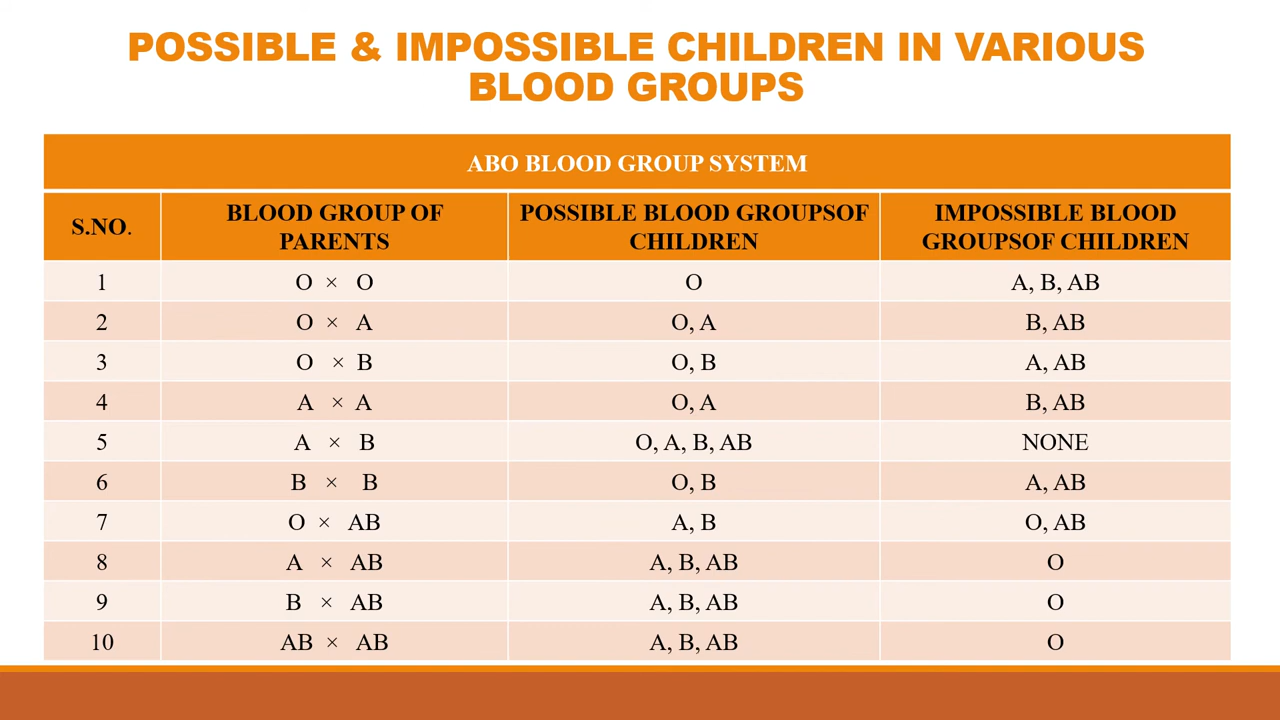 POSSIBLE & IMPOSSIBLE CHILDREN IN VARIOUS
BLOOD GROUPS
ABO BLOOD GROUP SYSTEM
S.NO. BLOOD GROUP OF PARENTS POSSIBLE BLOOD GROUPSOF CHILDREN IMPOSSIBLE BLOOD GROUPSOF CHILDREN
1 O × O O A, B, AB
2 O × A O, A B, AB
3 O × B O, B A, AB
4 A × A O, A B, AB
5 A × B O, A, B, AB NONE
6 B × B O, B A, AB
7 O × AB A, B O, AB
8 A × AB A, B, AB O
9 B × AB A, B, AB O
10 AB × AB A, B, AB O